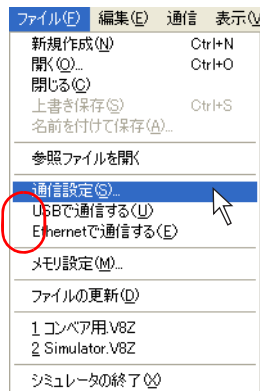 ファイル(F) 編集(E) 通信 表示(V
新規作成(N) Ctrl+N
開く(O)... Ctrl+O
閉じる(C)
上書き保存(S) Ctrl+S
名前を付けて保存(A)...
参照ファイルを開く
通信設定(S)...
USBで通信する(U)
Ethernetで通信する(E)
メモリ設定(M)...
ファイルの更新(D)
1 コンベア用.V8Z
2 Simulator.V8Z
シミュレータの終了(X)